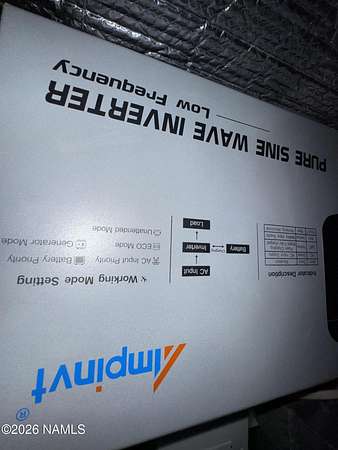 Ampinvt®
Working Mode Setting
AC Input Priority
Battery Priority
ECO Mode
Generator Mode
Unattended Mode
AC Input
Inverter
Battery
Load
Indicator Description
PURE SINE WAVE INVERTER
Low Frequency
©2026 NAMLS